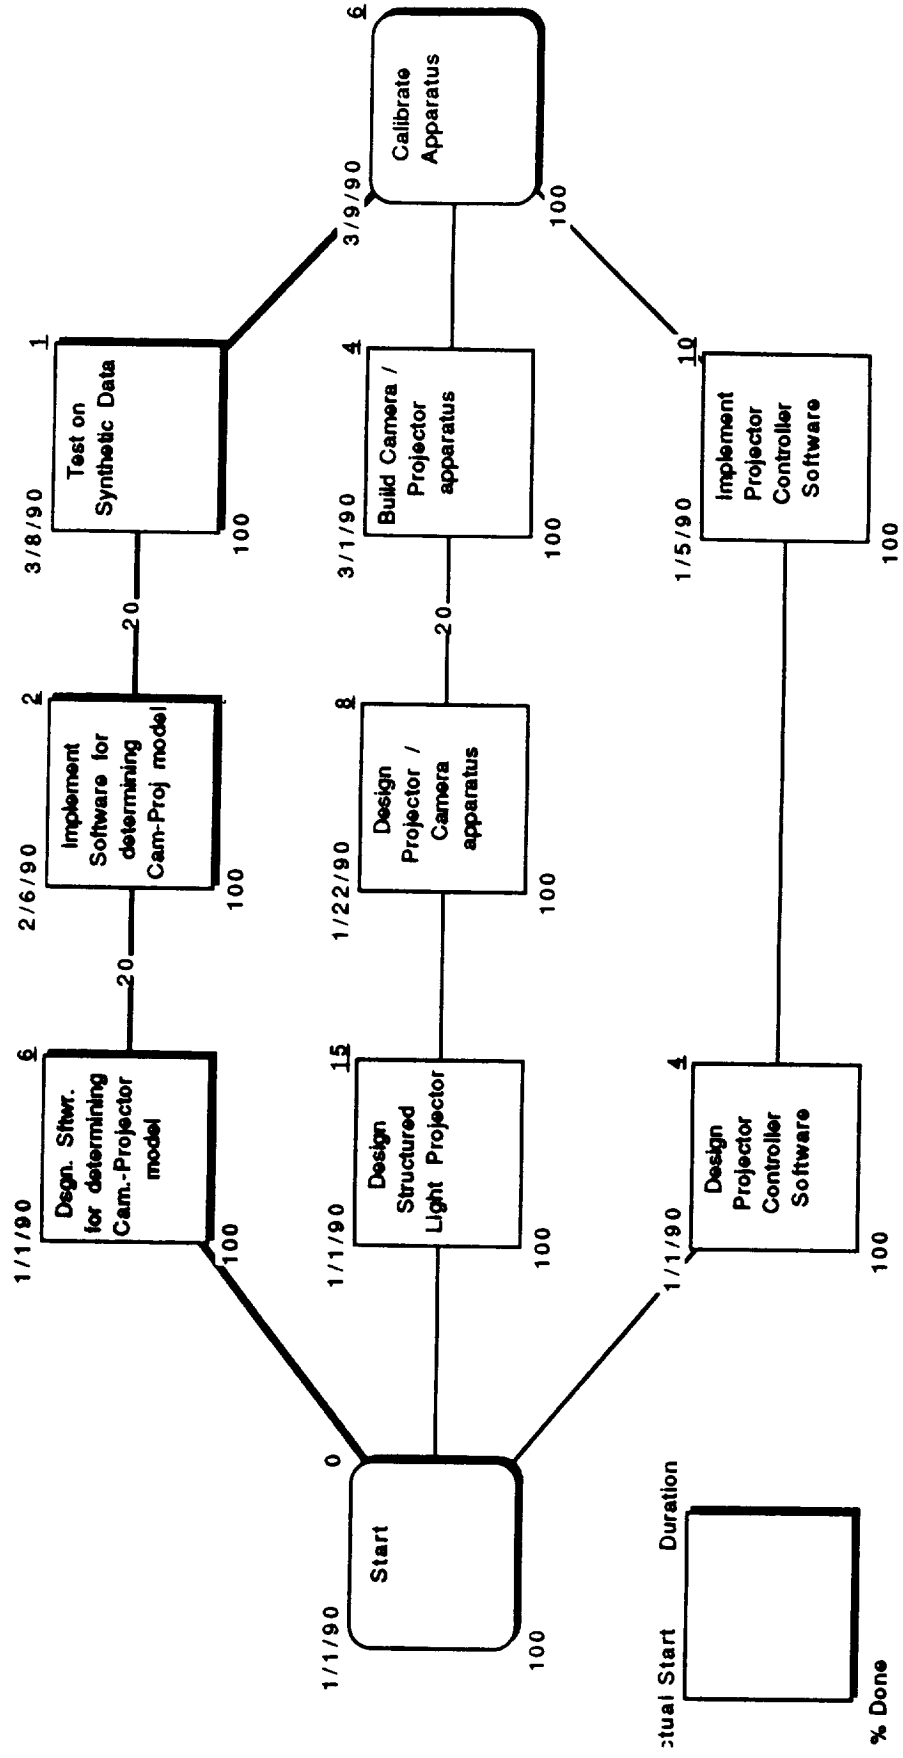 1/1/90
0
Start
100
1/1/90
6
Dsgn. Sftwr.
for determining
Cam.-Projector
model
100
20
2/6/90
2
Implement
Software for
determining
Cam-Proj model
100
20
3/8/90
1
Test on
Synthetic Data
100
1/1/90
15
Design
Structured
Light Projector
100
1/22/90
8
Design
Projector /
Camera
apparatus
100
20
3/1/90
4
Build Camera /
Projector
apparatus
100
1/1/90
4
Design
Projector
Controller
Software
100
1/5/90
10
Implement
Projector
Controller
Software
100
3/9/90
6
Calibrate
Apparatus
100
ctual Start Duration
% Done